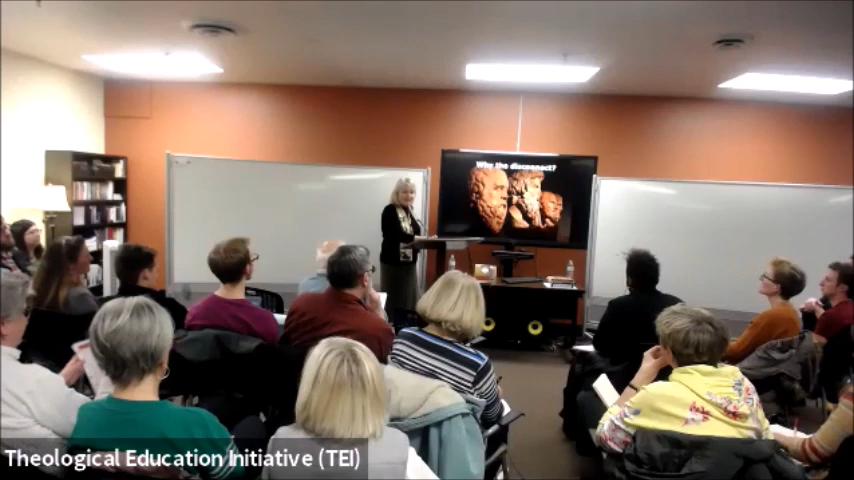 Why the disconnect?
Theological Education Initiative (TEI)